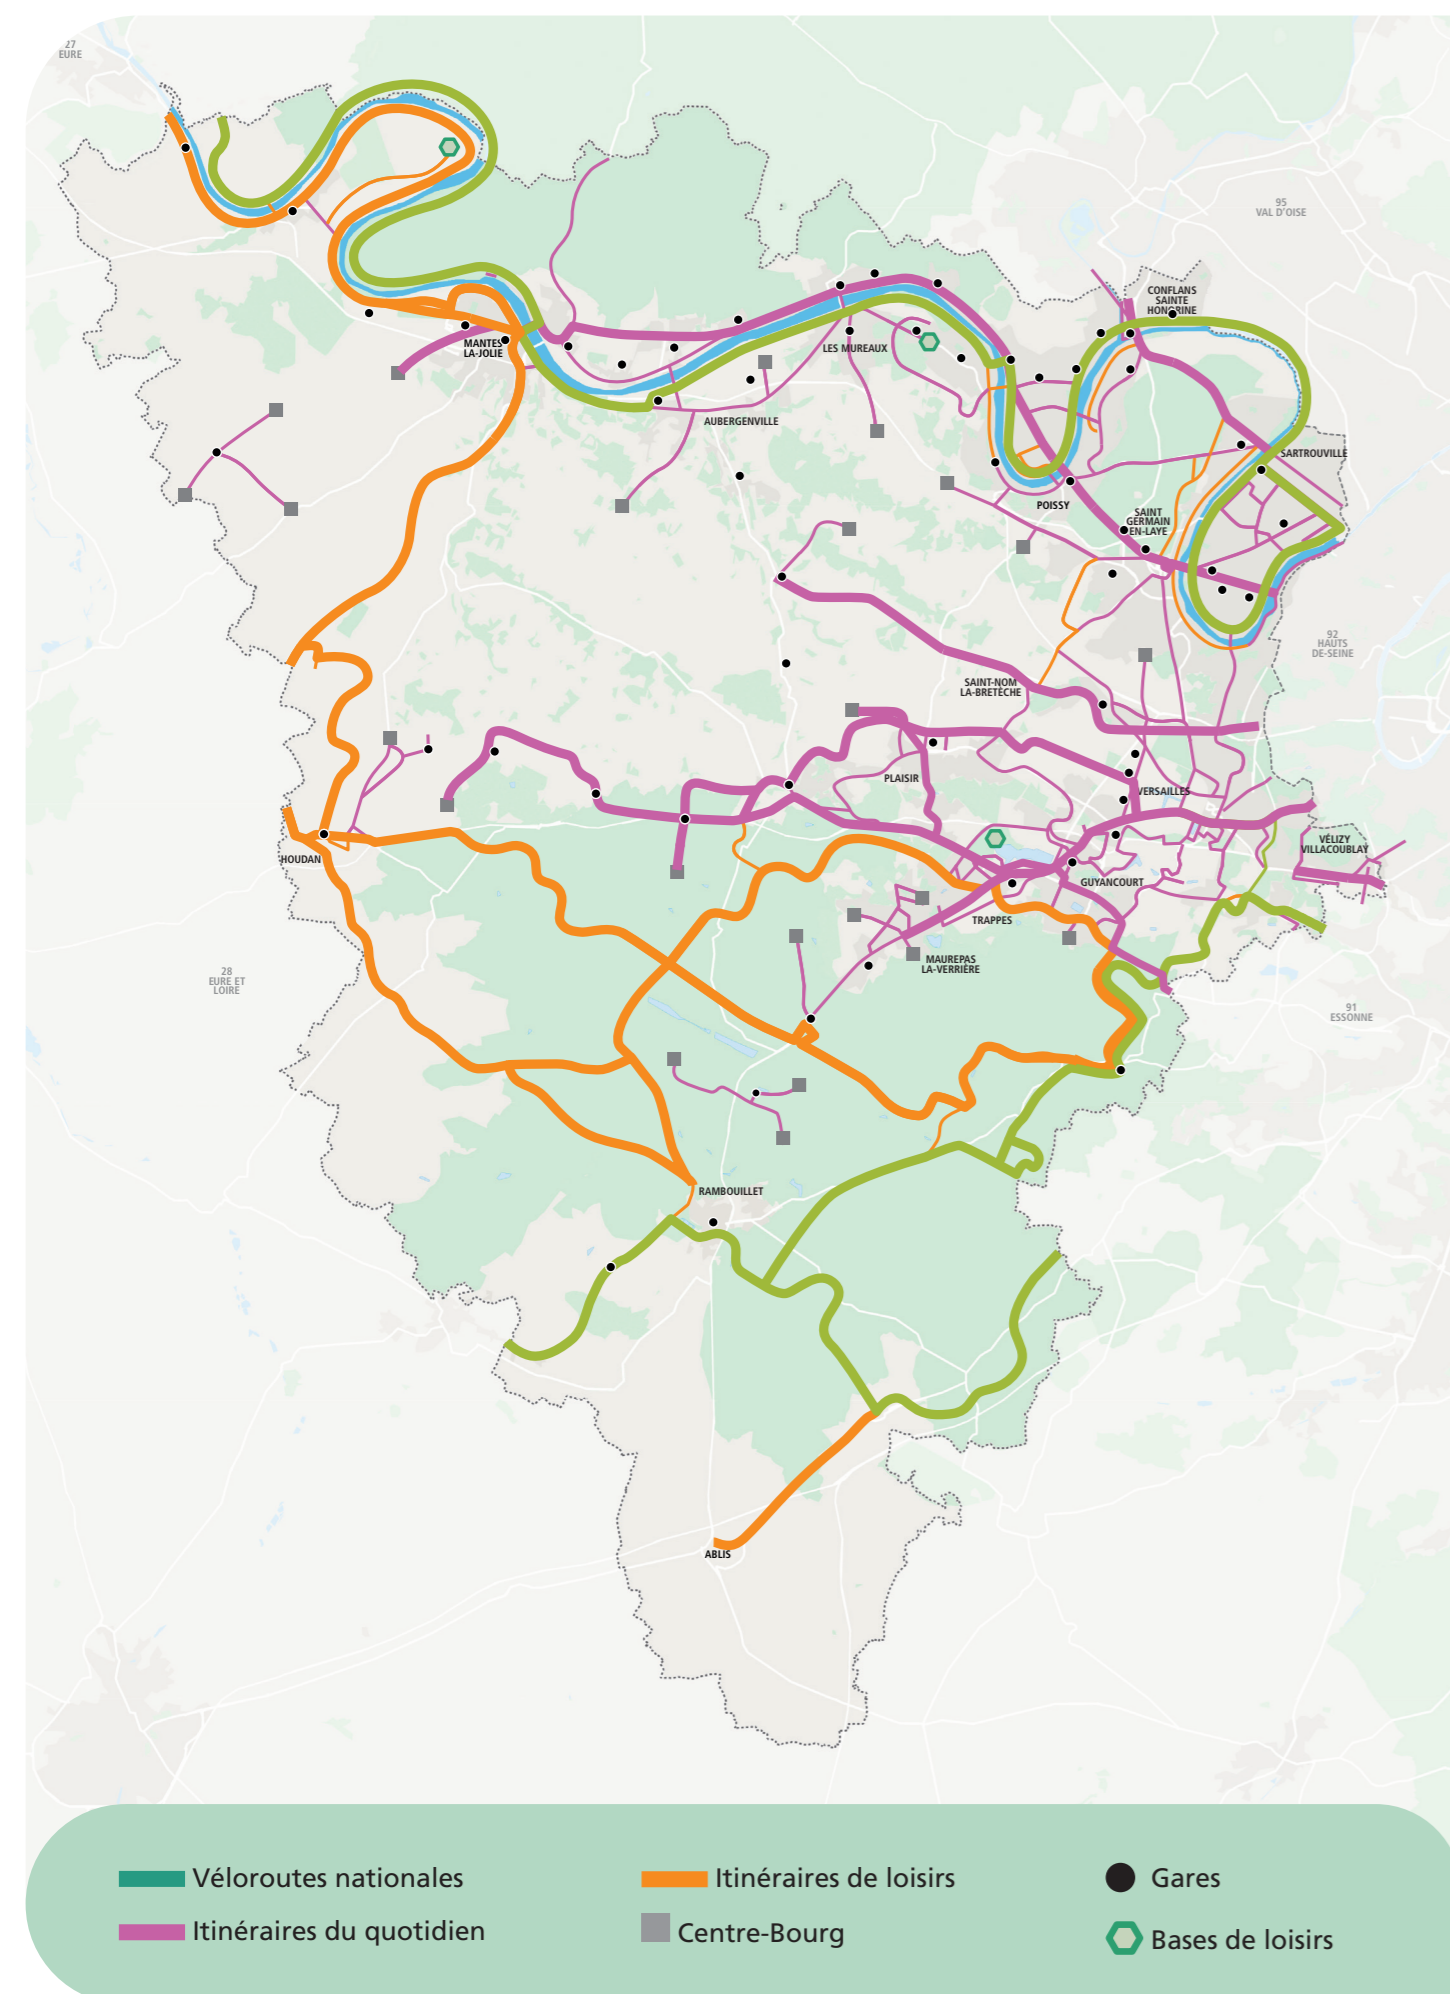 27
EURE
95
VAL D'OISE
CONFLANS
SAINTE
HONORINE
MANTES
LA-JOLIE
LES MUREAUX
AUBERGENVILLE
SARTROUVILLE
POISSY
SAINT
GERMAIN
EN-LAYE
92
HAUTS
DE-SEINE
SAINT-NOM
LA-BRETÈCHE
PLAISIR
VERSAILLES
VÉLIZY
VILLACOUBLAY
HOUDAN
GUYANCOURT
TRAPPES
MAUREPAS
LA-VERRIÈRE
28
EURE ET
LOIRE
91
ESSONNE
RAMBOUILLET
ABLIS
Véloroutes nationales
Itinéraires de loisirs
Gares
Itinéraires du quotidien
Centre-Bourg
Bases de loisirs